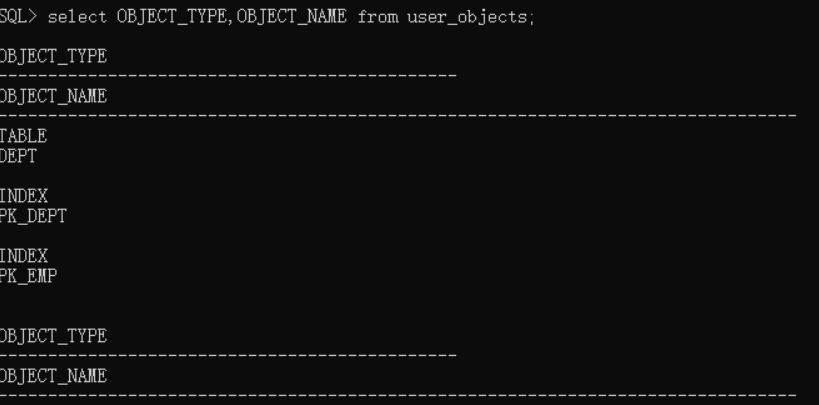 SQL> select OBJECT_TYPE,OBJECT_NAME from user_objects;
OBJECT_TYPE
----------------------------------------------
OBJECT_NAME
--------------------------------------------------------------------------------
TABLE
DEPT
INDEX
PK_DEPT
INDEX
PK_EMP
OBJECT_TYPE
----------------------------------------------
OBJECT_NAME
--------------------------------------------------------------------------------